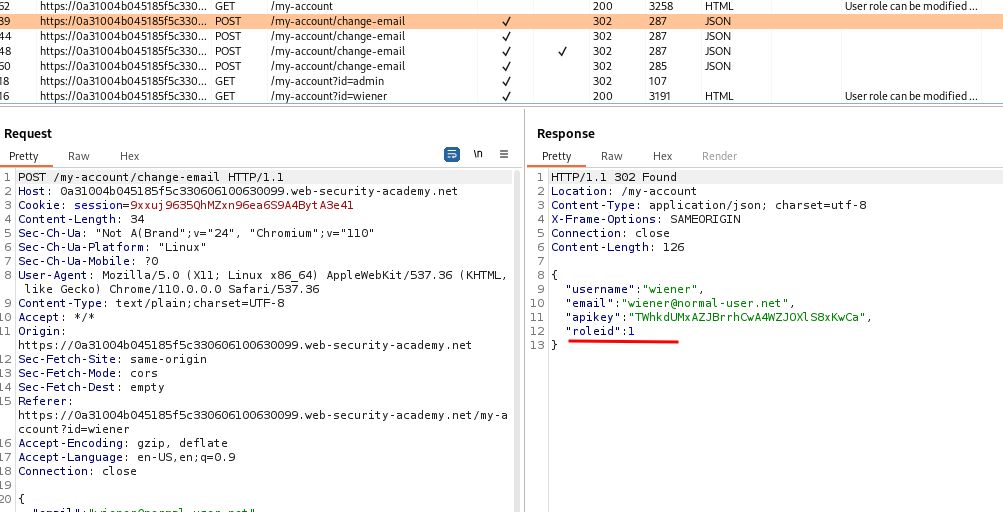 62 https://0a31004b045185f5c330... GET /my-account 200 3258 HTML User role can be modified ...
39 https://0a31004b045185f5c330... POST /my-account/change-email ✓ 302 287 JSON
44 https://0a31004b045185f5c330... POST /my-account/change-email ✓ 302 287 JSON
48 https://0a31004b045185f5c330... POST /my-account/change-email ✓ ✓ 302 287 JSON
60 https://0a31004b045185f5c330... POST /my-account/change-email ✓ 302 285 JSON
18 https://0a31004b045185f5c330... GET /my-account?id=admin ✓ 302 107
16 https://0a31004b045185f5c330... GET /my-account?id=wiener ✓ 200 3191 HTML User role can be modified ...
Request
Pretty Raw Hex \n
1 POST /my-account/change-email HTTP/1.1
2 Host: 0a31004b045185f5c330606100630099.web-security-academy.net
3 Cookie: session=9xxuj9635QhMZxn96ea6S9A4BytA3e41
4 Content-Length: 34
5 Sec-Ch-Ua: "Not A(Brand";v="24", "Chromium";v="110"
6 Sec-Ch-Ua-Platform: "Linux"
7 Sec-Ch-Ua-Mobile: ?0
8 User-Agent: Mozilla/5.0 (X11; Linux x86_64) AppleWebKit/537.36 (KHTML,
like Gecko) Chrome/110.0.0.0 Safari/537.36
9 Content-Type: text/plain;charset=UTF-8
10 Accept: */*
11 Origin:
https://0a31004b045185f5c330606100630099.web-security-academy.net
12 Sec-Fetch-Site: same-origin
13 Sec-Fetch-Mode: cors
14 Sec-Fetch-Dest: empty
15 Referer:
https://0a31004b045185f5c330606100630099.web-security-academy.net/my-a
ccount?id=wiener
16 Accept-Encoding: gzip, deflate
17 Accept-Language: en-US,en;q=0.9
18 Connection: close
19
20 {
"email":"wiener@normal-user.net"
Response
Pretty Raw Hex Render
1 HTTP/1.1 302 Found
2 Location: /my-account
3 Content-Type: application/json; charset=utf-8
4 X-Frame-Options: SAMEORIGIN
5 Connection: close
6 Content-Length: 126
7
8 {
9 "username":"wiener",
10 "email":"wiener@normal-user.net",
11 "apikey":"TWhkdUMxAZJBrrhCwA4WZJOXlS8xKwCa",
12 "roleid":1
13 }